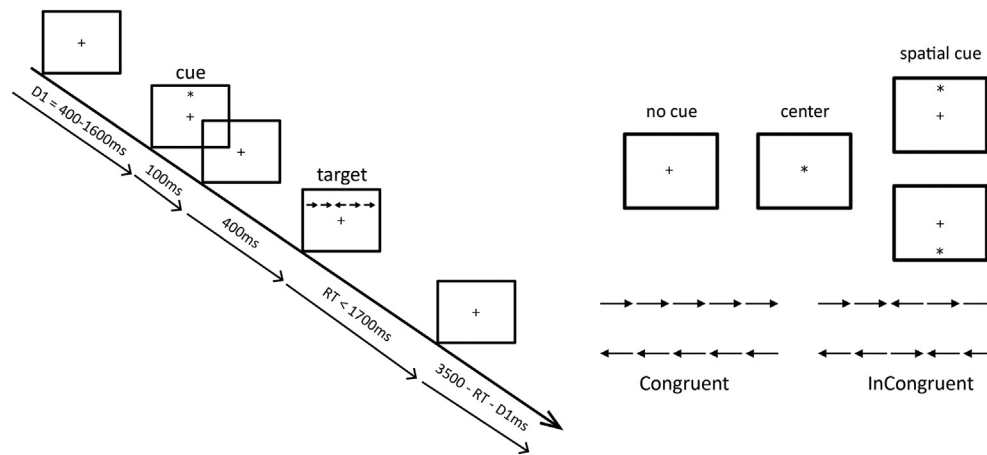 +
cue
*
+
+
target
+
+
D1 = 400-1600ms
100ms
400ms
RT < 1700ms
3500 - RT - D1ms
no cue
+
center
*
spatial cue
*
+
+
*
Congruent
InCongruent